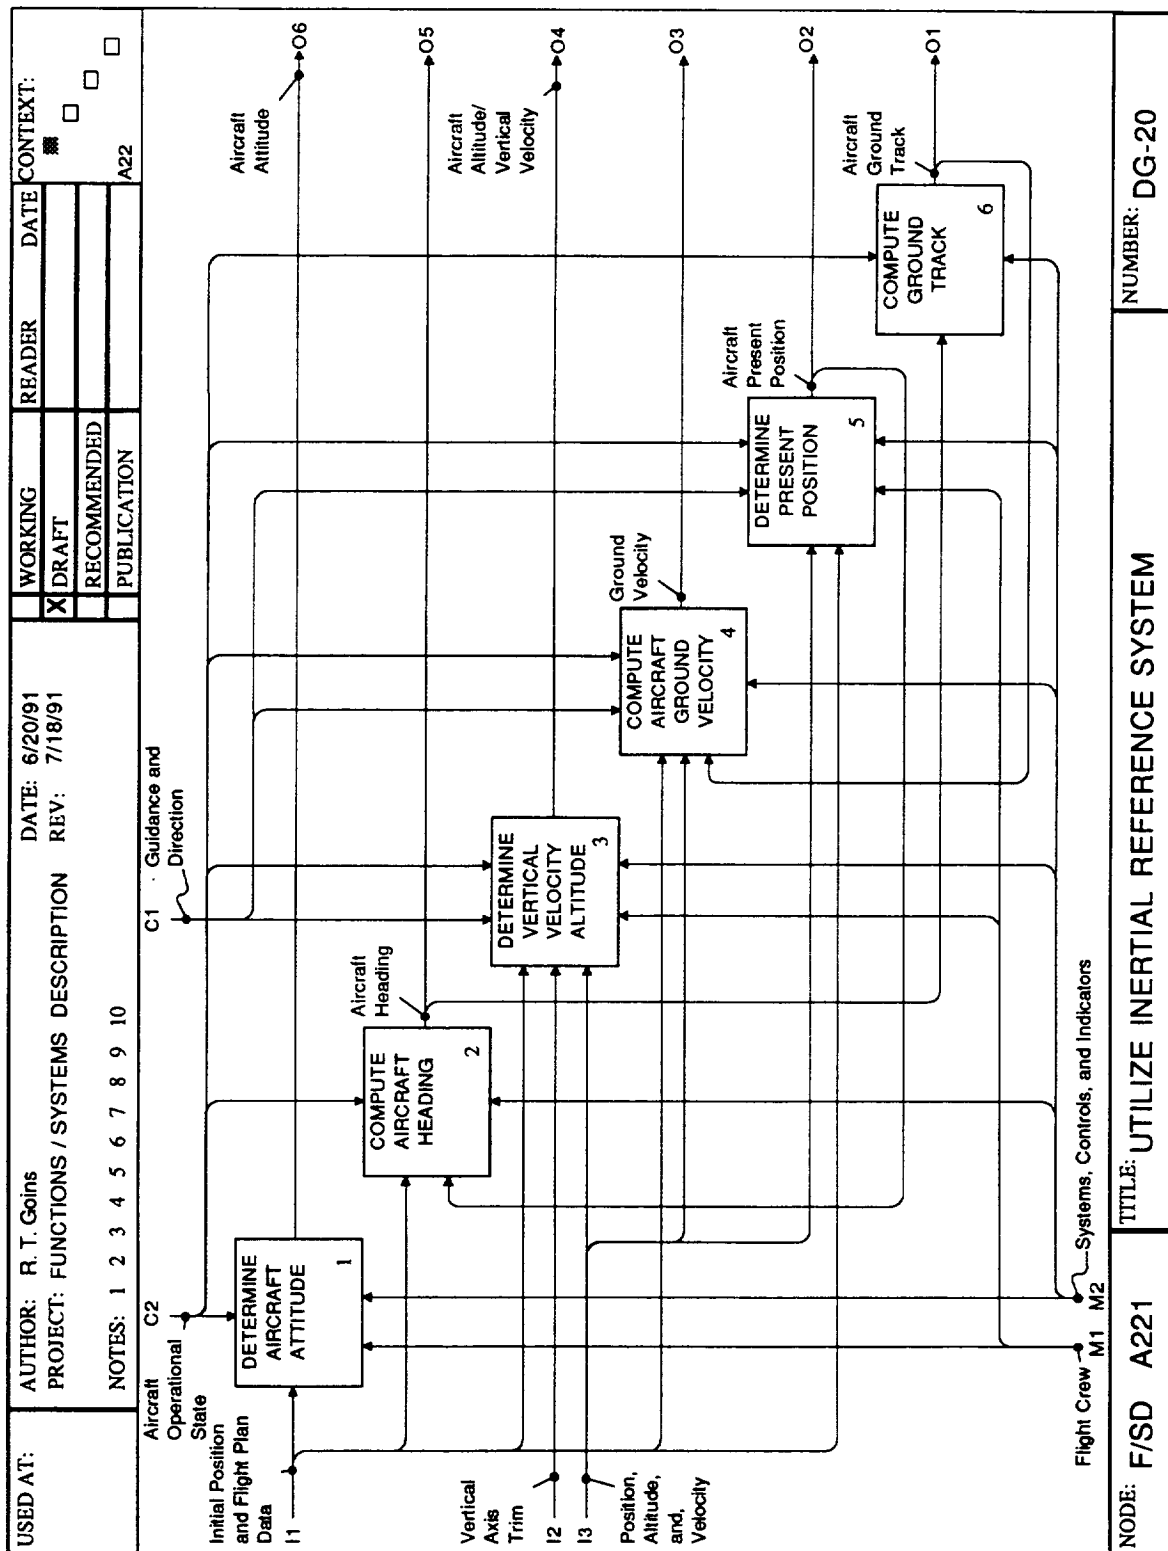 USED AT:
AUTHOR: R. T. Goins
DATE: 6/20/91
PROJECT: FUNCTIONS / SYSTEMS DESCRIPTION
REV: 7/18/91
NOTES: 1 2 3 4 5 6 7 8 9 10
WORKING
X DRAFT
RECOMMENDED
PUBLICATION
READER
DATE
CONTEXT:
A22
Aircraft
Operational
State
C2
C1
Guidance and
Direction
Initial Position
and Flight Plan
Data
I1
Vertical
Axis
Trim
I2
I3
Position,
Altitude,
and,
Velocity
DETERMINE
AIRCRAFT
ATTITUDE
1
COMPUTE
AIRCRAFT
HEADING
2
Aircraft
Heading
DETERMINE
VERTICAL
VELOCITY
ALTITUDE
3
COMPUTE
AIRCRAFT
GROUND
VELOCITY
4
Ground
Velocity
DETERMINE
PRESENT
POSITION
5
Aircraft
Present
Position
COMPUTE
GROUND
TRACK
6
Aircraft
Ground
Track
Aircraft
Attitude
Aircraft
Altitude/
Vertical
Velocity
O6
O5
O4
O3
O2
O1
Flight Crew
M1
M2
Systems, Controls, and Indicators
NODE: F/SD A221
TITLE: UTILIZE INERTIAL REFERENCE SYSTEM
NUMBER: DG-20